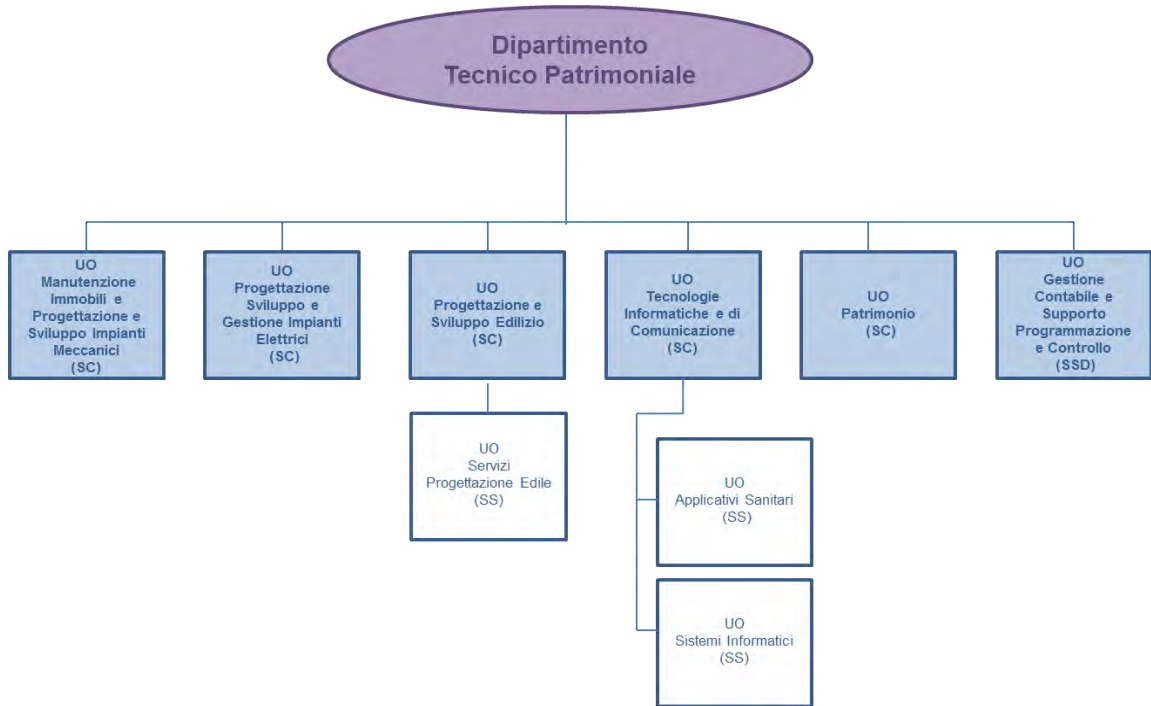 Dipartimento
Tecnico Patrimoniale
UO
Manutenzione
Immobili e
Progettazione e
Sviluppo Impianti
Meccanici
(SC)
UO
Progettazione
Sviluppo e
Gestione Impianti
Elettrici
(SC)
UO
Progettazione e
Sviluppo Edilizio
(SC)
UO
Tecnologie
Informatiche e di
Comunicazione
(SC)
UO
Patrimonio
(SC)
UO
Gestione
Contabile e
Supporto
Programmazione
e Controllo
(SSD)
UO
Servizi
Progettazione Edile
(SS)
UO
Applicativi Sanitari
(SS)
UO
Sistemi Informatici
(SS)